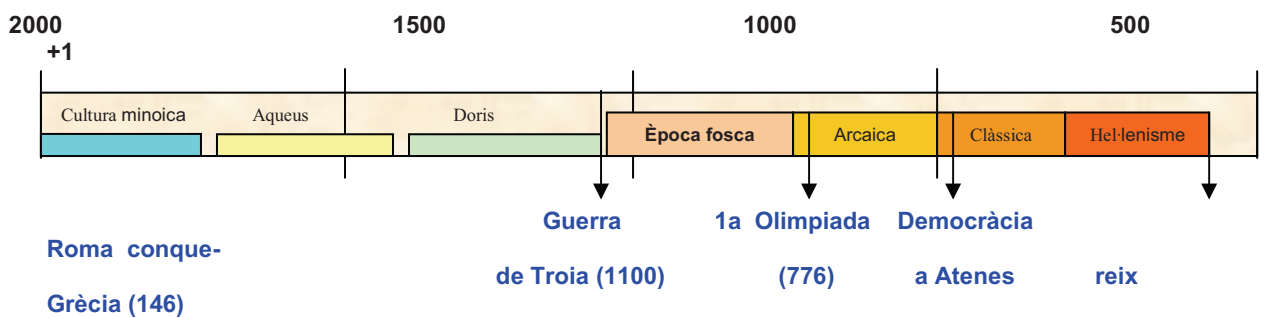 2000 1500 1000 500
+1
Cultura minoica Aqueus Doris
Època fosca Arcaica Clàssica Hel·lenisme
Guerra 1a Olimpiada Democràcia
Roma conque-
de Troia (1100) (776) a Atenes reix
Grècia (146)